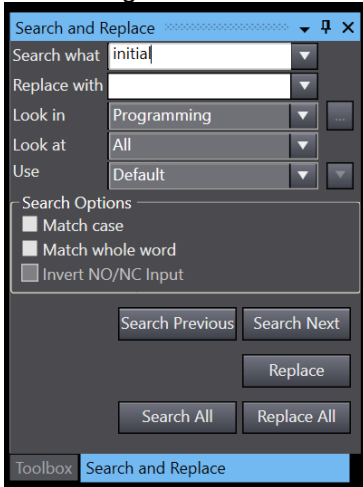 Search and Replace
Search what initial
Replace with
Look in Programming ...
Look at All
Use Default
Search Options
Match case
Match whole word
Invert NO/NC Input
Search Previous Search Next
Replace
Search All Replace All
Toolbox Search and Replace